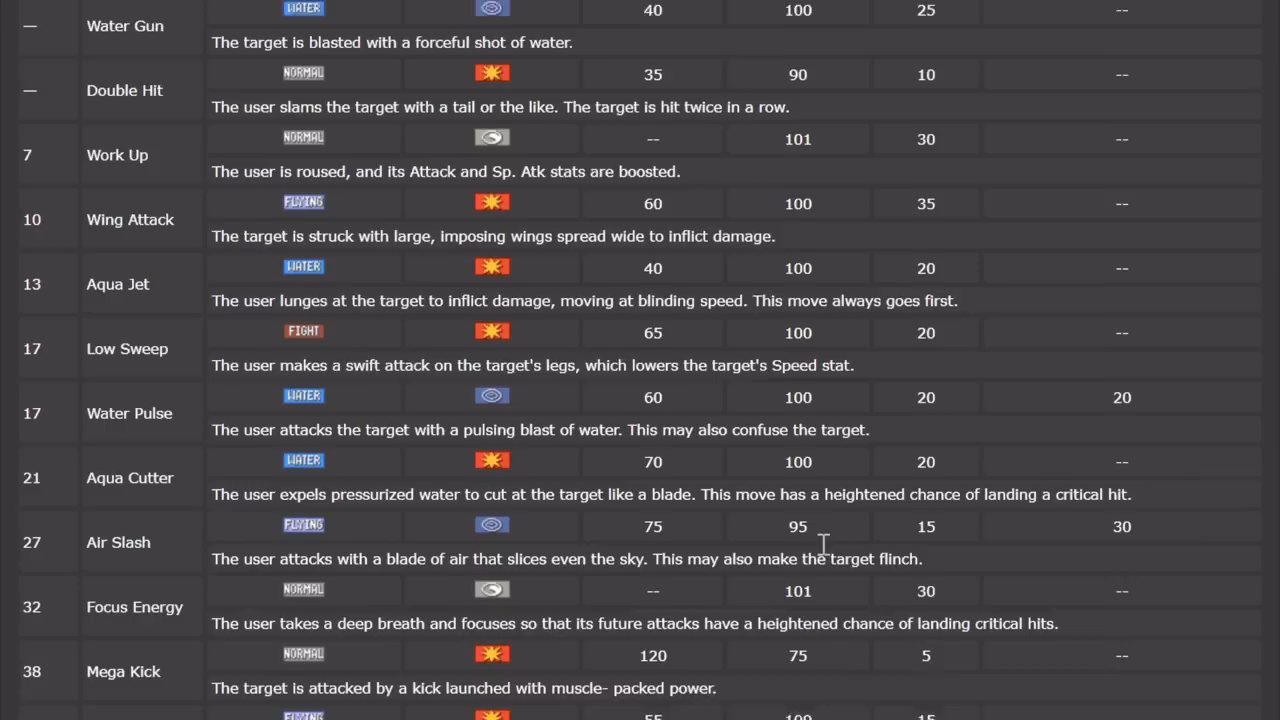 WATER 40 100 25 --
— Water Gun
The target is blasted with a forceful shot of water.
NORMAL 35 90 10 --
— Double Hit
The user slams the target with a tail or the like. The target is hit twice in a row.
NORMAL -- 101 30 --
7 Work Up
The user is roused, and its Attack and Sp. Atk stats are boosted.
FLYING 60 100 35 --
10 Wing Attack
The target is struck with large, imposing wings spread wide to inflict damage.
WATER 40 100 20 --
13 Aqua Jet
The user lunges at the target to inflict damage, moving at blinding speed. This move always goes first.
FIGHT 65 100 20 --
17 Low Sweep
The user makes a swift attack on the target's legs, which lowers the target's Speed stat.
WATER 60 100 20 20
17 Water Pulse
The user attacks the target with a pulsing blast of water. This may also confuse the target.
WATER 70 100 20 --
21 Aqua Cutter
The user expels pressurized water to cut at the target like a blade. This move has a heightened chance of landing a critical hit.
FLYING 75 95 15 30
27 Air Slash
The user attacks with a blade of air that slices even the sky. This may also make the target flinch.
NORMAL -- 101 30 --
32 Focus Energy
The user takes a deep breath and focuses so that its future attacks have a heightened chance of landing critical hits.
NORMAL 120 75 5 --
38 Mega Kick
The target is attacked by a kick launched with muscle- packed power.
FLYING 55 100 15